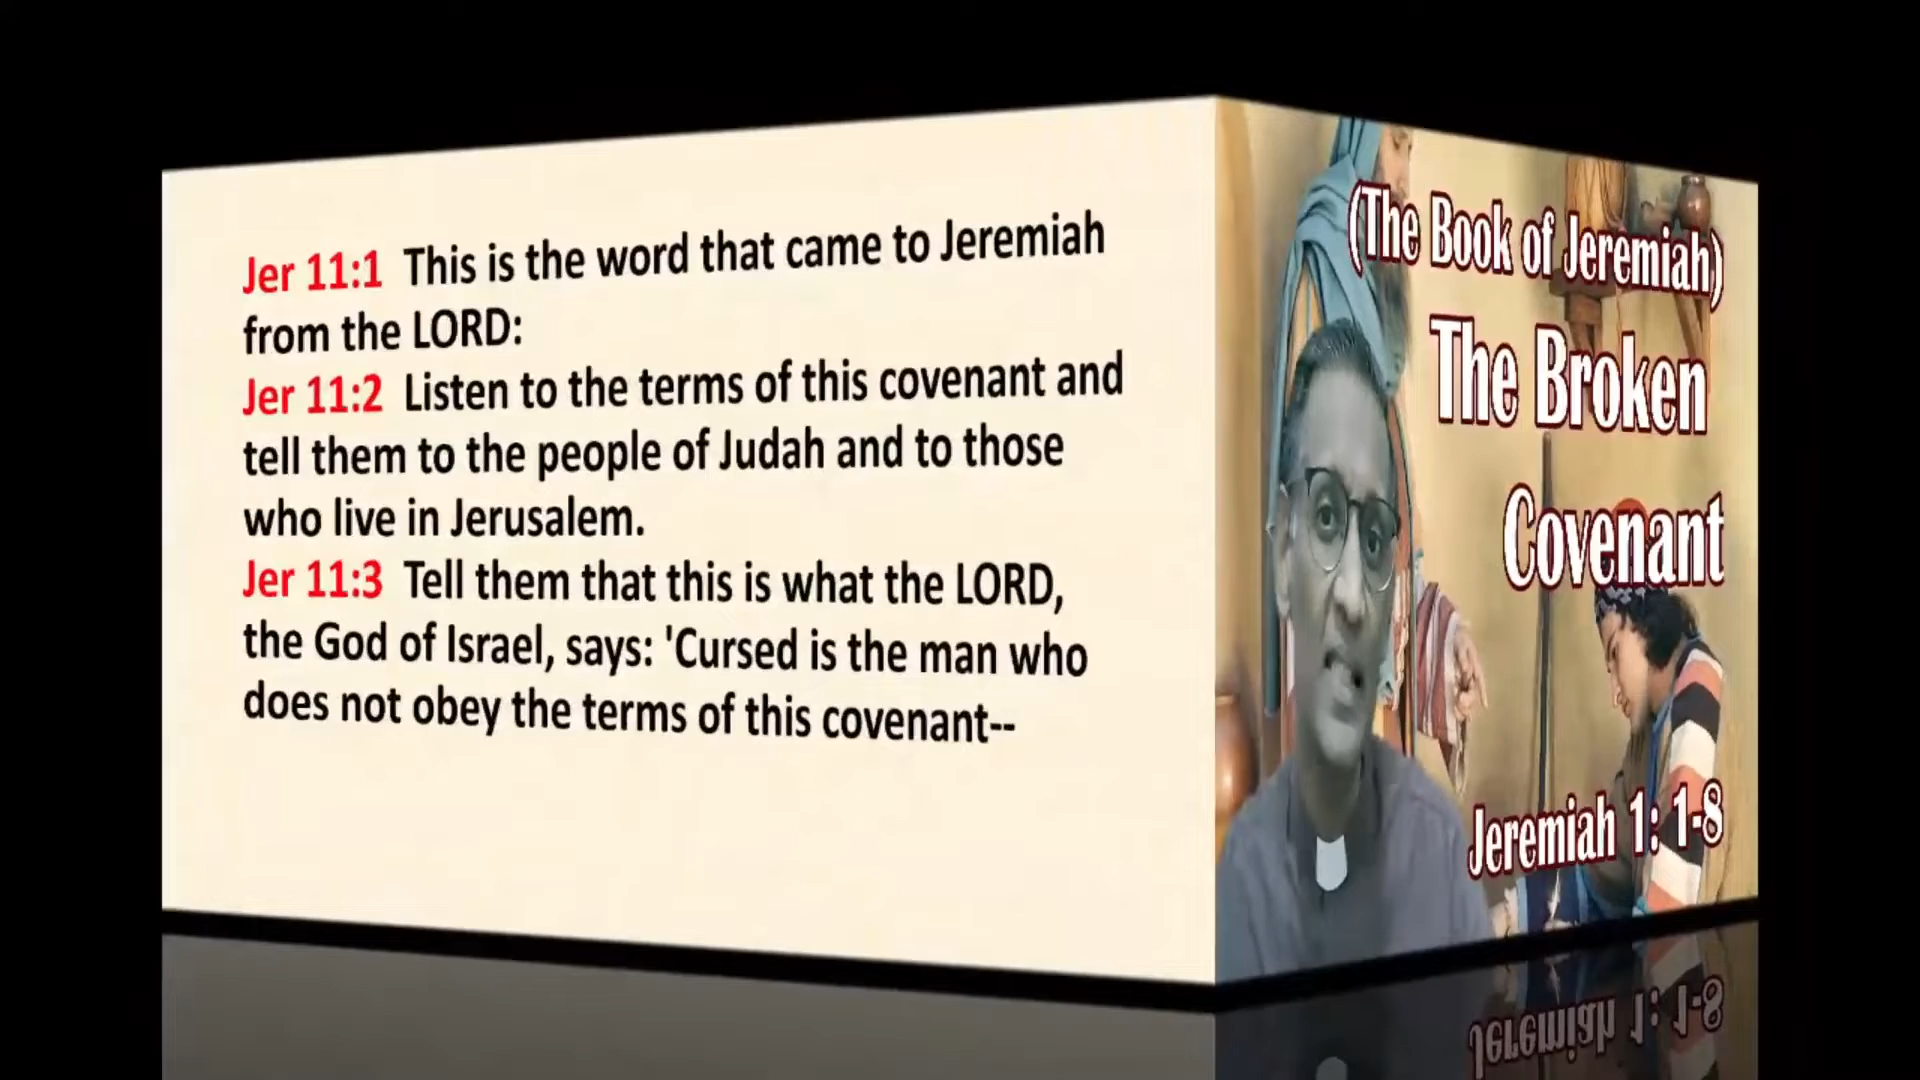 Jer 11:1 This is the word that came to Jeremiah
from the LORD:
Jer 11:2 Listen to the terms of this covenant and
tell them to the people of Judah and to those
who live in Jerusalem.
Jer 11:3 Tell them that this is what the LORD,
the God of Israel, says: 'Cursed is the man who
does not obey the terms of this covenant--
(The Book of Jeremiah)
The Broken
Covenant
Jeremiah 1: 1-8